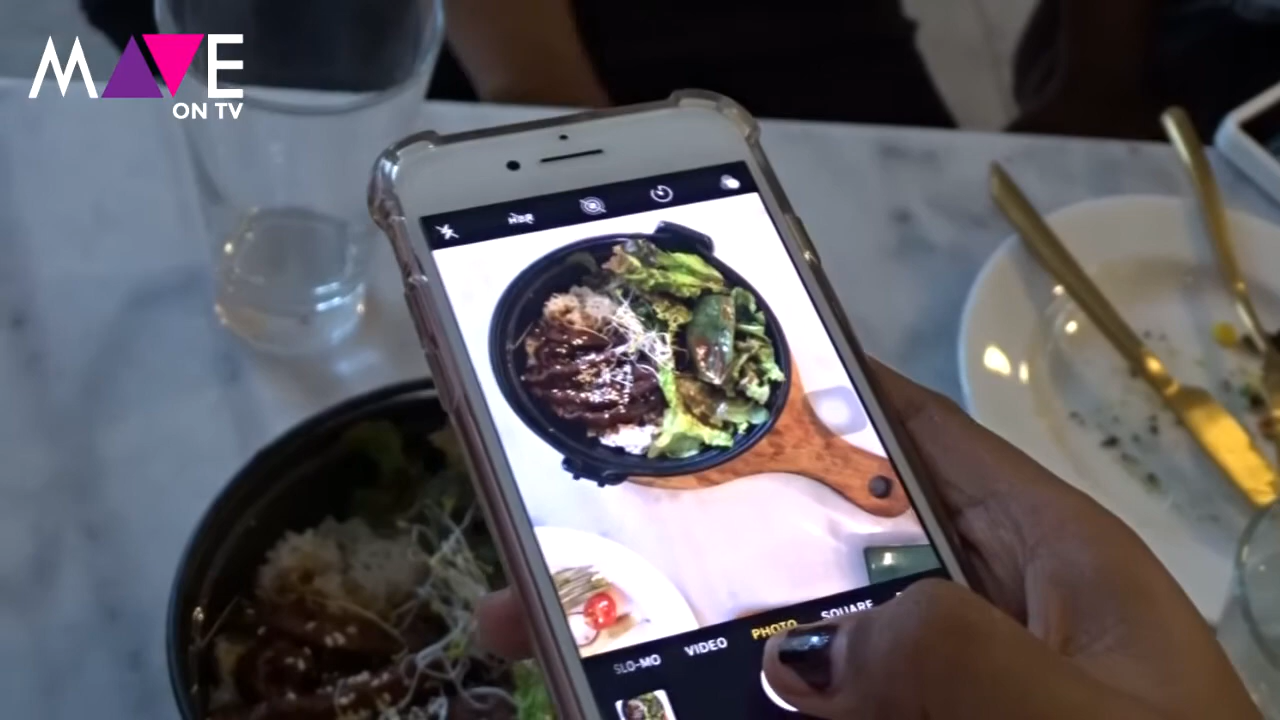 MAVE
ON TV
HDR
SLO-MO
VIDEO
PHOTO
SQUARE